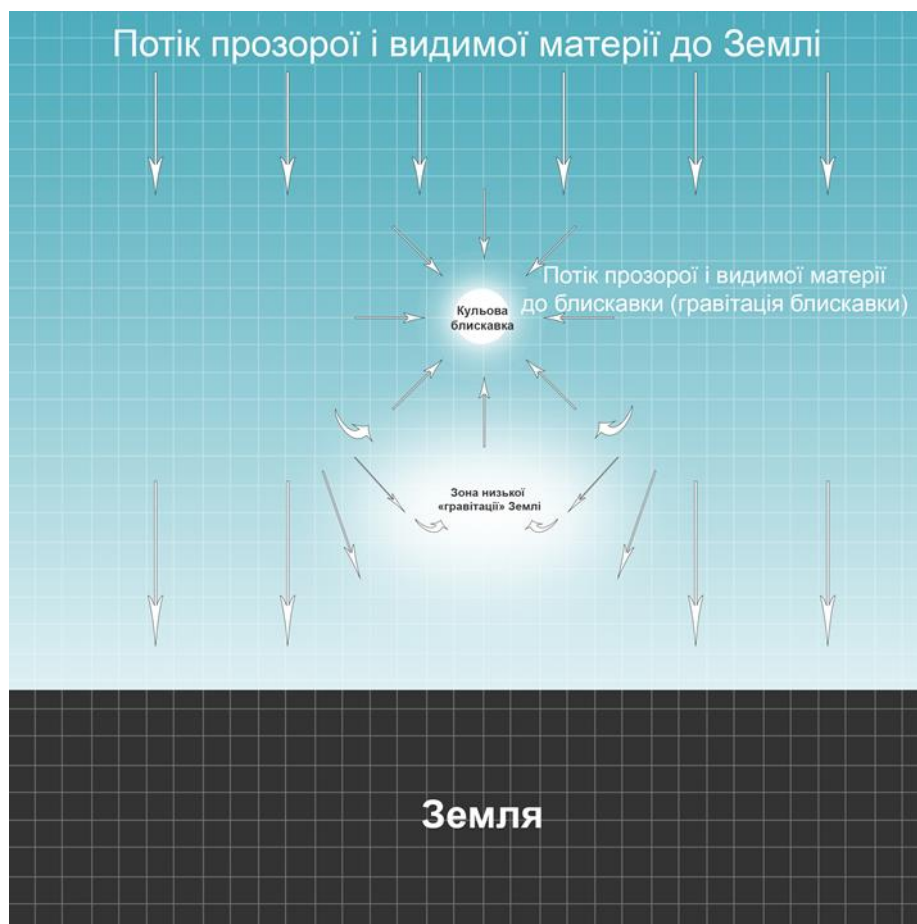 Потік прозорої і видимої матерії до Землі
Потік прозорої і видимої матерії
до блискавки (гравітація блискавки)
Кульова
блискавка
Зона низької
«гравітації» Землі
Земля